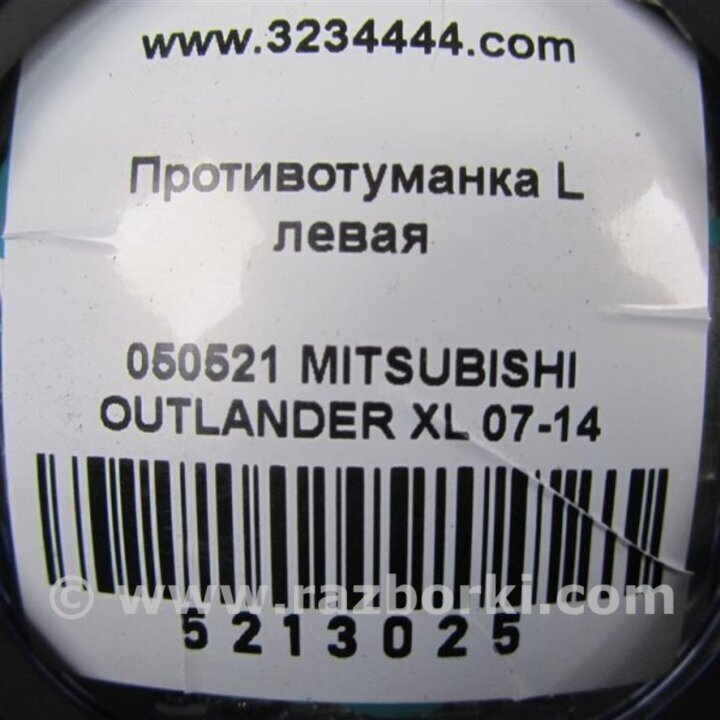 www.3234444.com
Противотуманка L
левая
050521 MITSUBISHI
OUTLANDER XL 07-14
© www.razborki.com
5213025